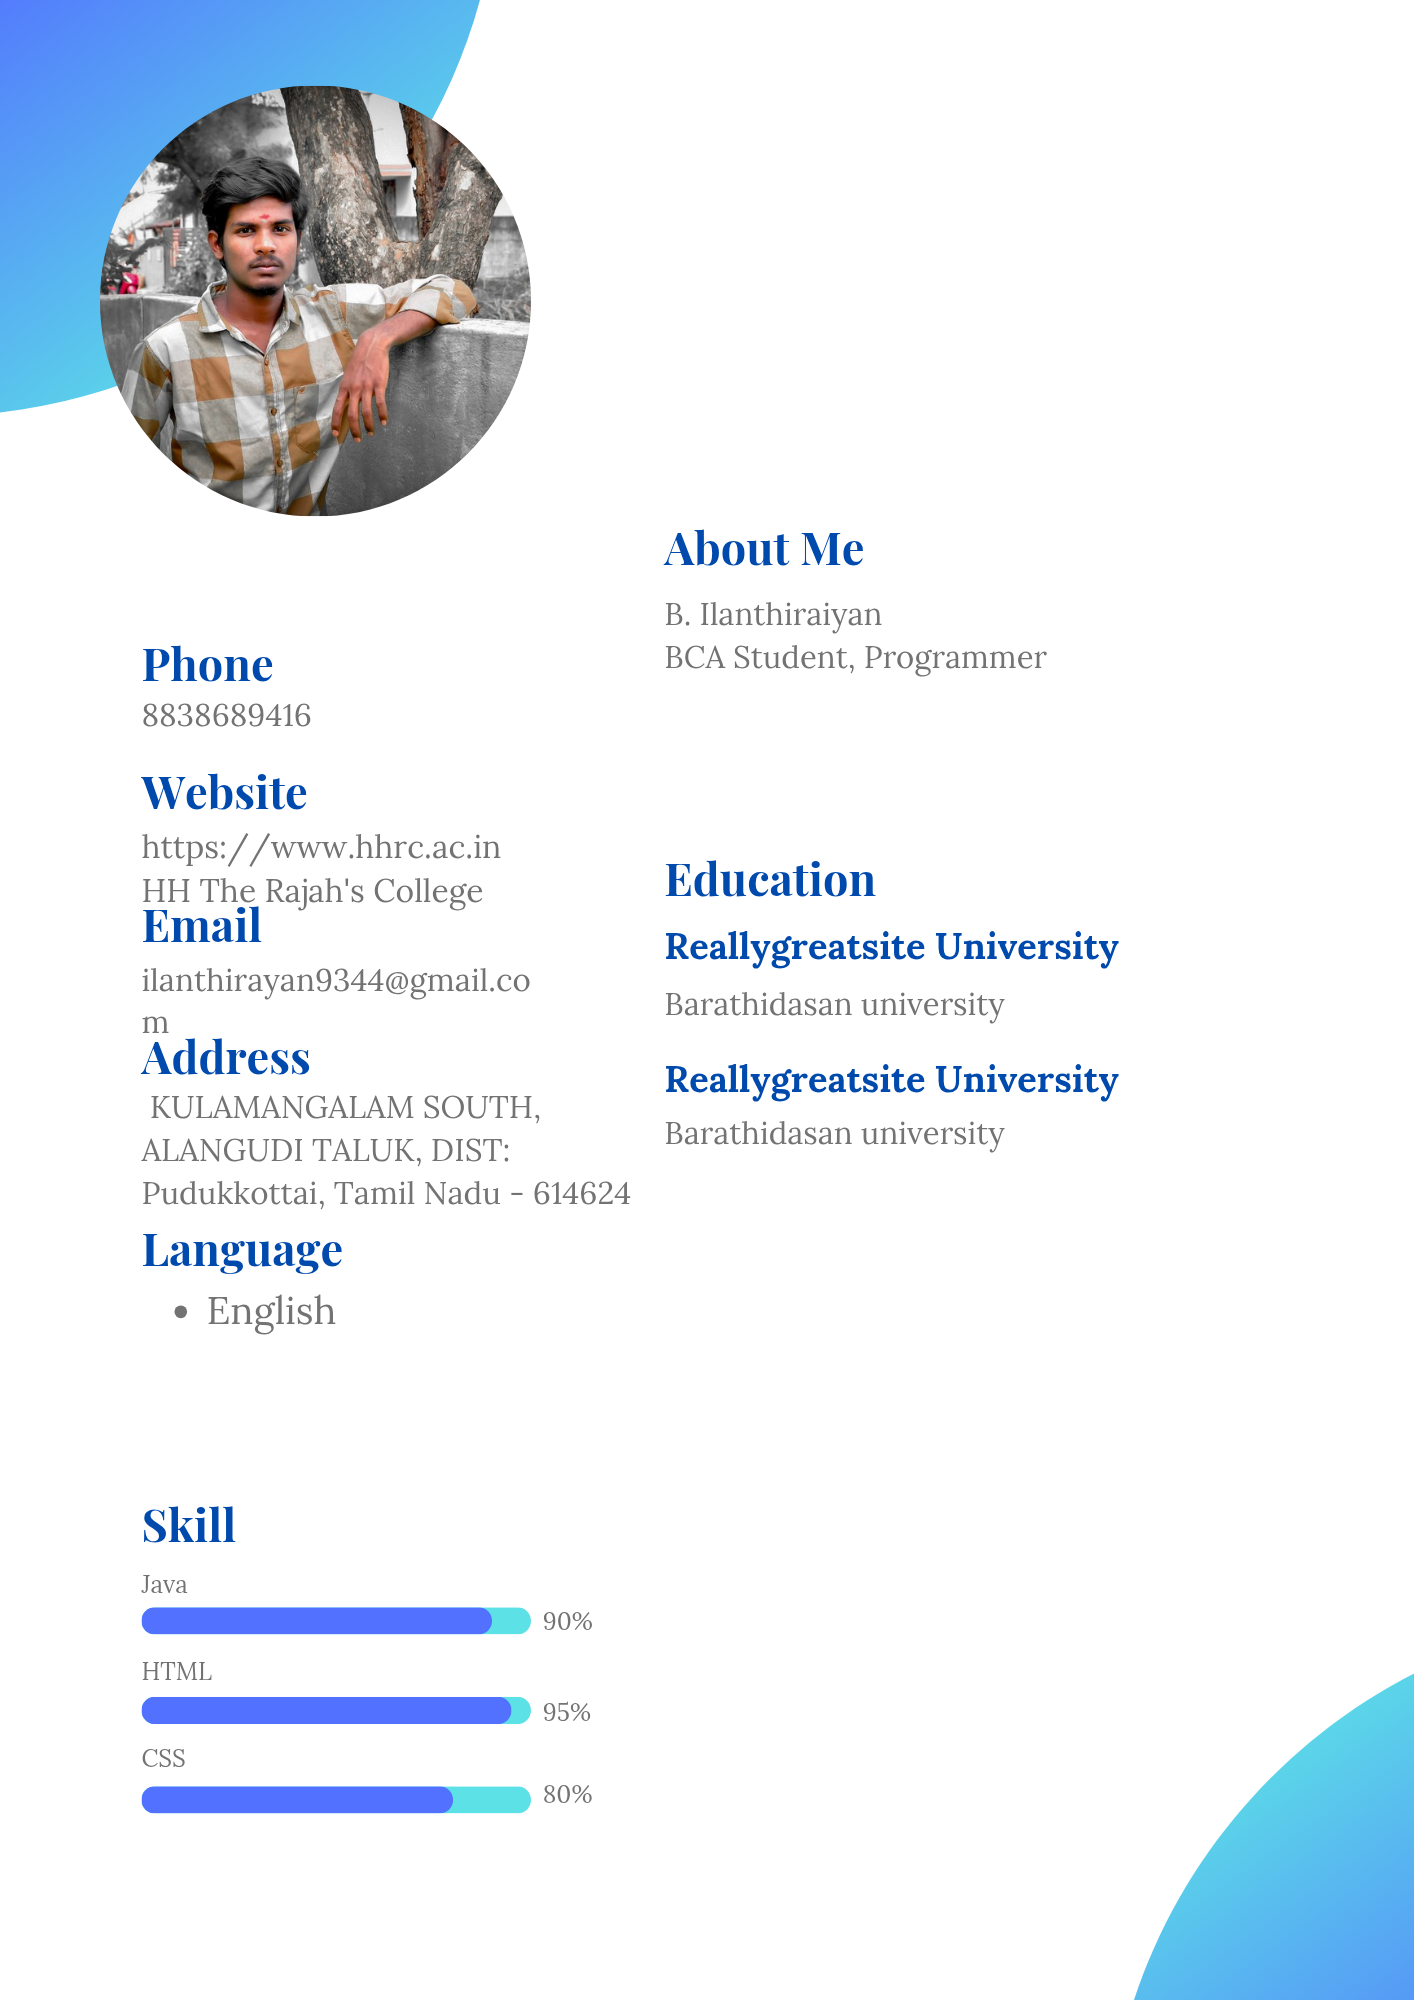 About Me
B. Ilanthiraiyan
BCA Student, Programmer
Phone
8838689416
Website
https://www.hhrc.ac.in
HH The Rajah's College
Email
ilanthirayan9344@gmail.co
m
Address
KULAMANGALAM SOUTH,
ALANGUDI TALUK, DIST:
Pudukkottai, Tamil Nadu - 614624
Language
• English
Skill
Java
90%
HTML
95%
CSS
80%
Education
Reallygreatsite University
Barathidasan university
Reallygreatsite University
Barathidasan university